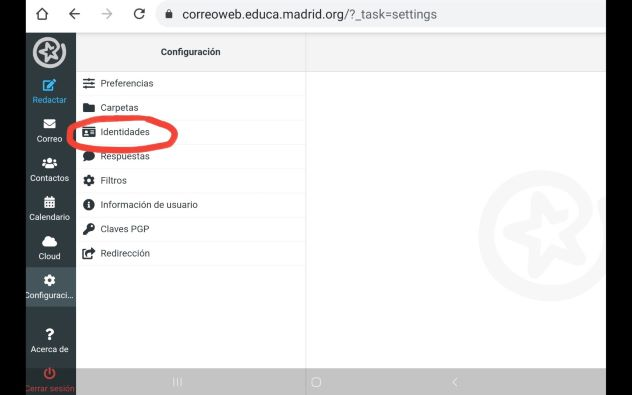 correoweb.educa.madrid.org/?_task=settings
Configuración
Redactar
Correo
Contactos
Calendario
Cloud
Configuraci...
Acerca de
Cerrar sesión
Preferencias
Carpetas
Identidades
Respuestas
Filtros
Información de usuario
Claves PGP
Redirección